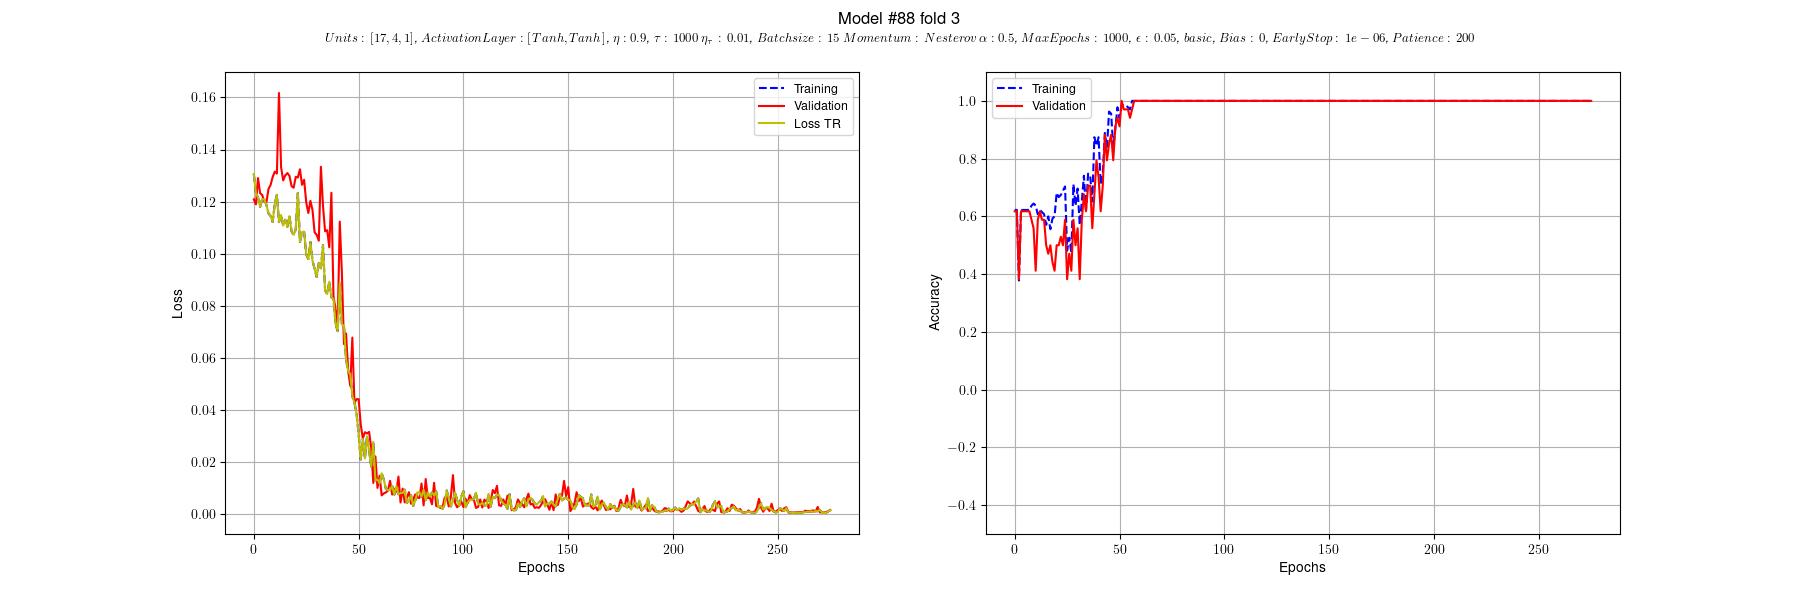 Model #88 fold 3
Units : [17, 4, 1], ActivationLayer : [Tanh, Tanh], η : 0.9, τ : 1000 ητ : 0.01, Batchsize : 15 Momentum : Nesterov α : 0.5, MaxEpochs : 1000, ϵ : 0.05, basic, Bias : 0, EarlyStop : 1e − 06, Patience : 200
Training
Validation
Loss TR
0.16
0.14
0.12
0.10
0.08
0.06
0.04
0.02
0.00
Loss
0
50
100
150
200
250
Epochs
Training
Validation
1.0
0.8
0.6
0.4
0.2
0.0
−0.2
−0.4
Accuracy
0
50
100
150
200
250
Epochs